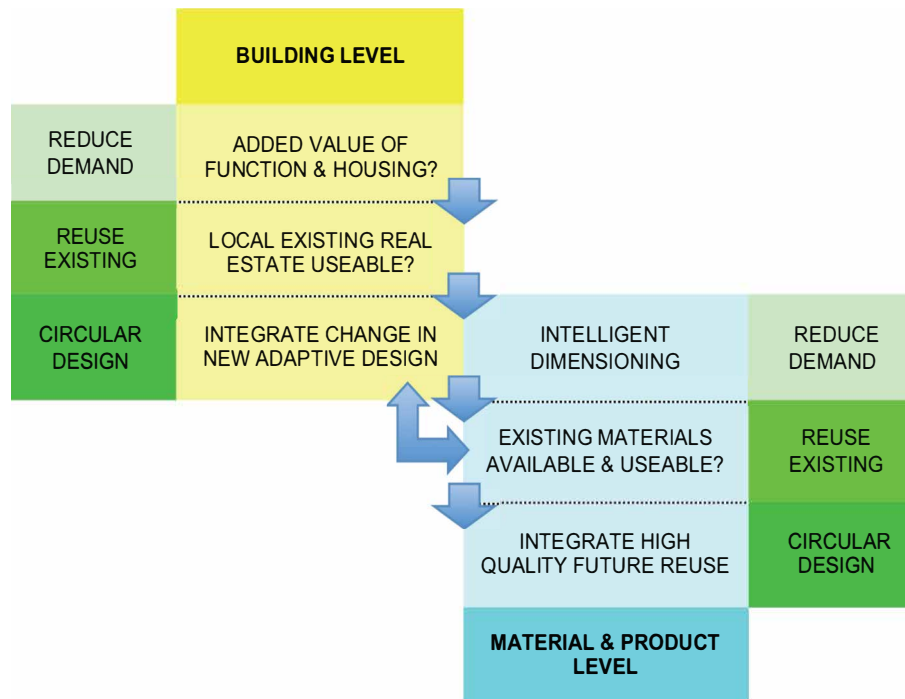 BUILDING LEVEL
REDUCE
DEMAND
ADDED VALUE OF
FUNCTION & HOUSING?
REUSE
EXISTING
LOCAL EXISTING REAL
ESTATE USEABLE?
CIRCULAR
DESIGN
INTEGRATE CHANGE IN
NEW ADAPTIVE DESIGN
INTELLIGENT
DIMENSIONING
REDUCE
DEMAND
EXISTING MATERIALS
AVAILABLE & USEABLE?
REUSE
EXISTING
INTEGRATE HIGH
QUALITY FUTURE REUSE
CIRCULAR
DESIGN
MATERIAL & PRODUCT
LEVEL